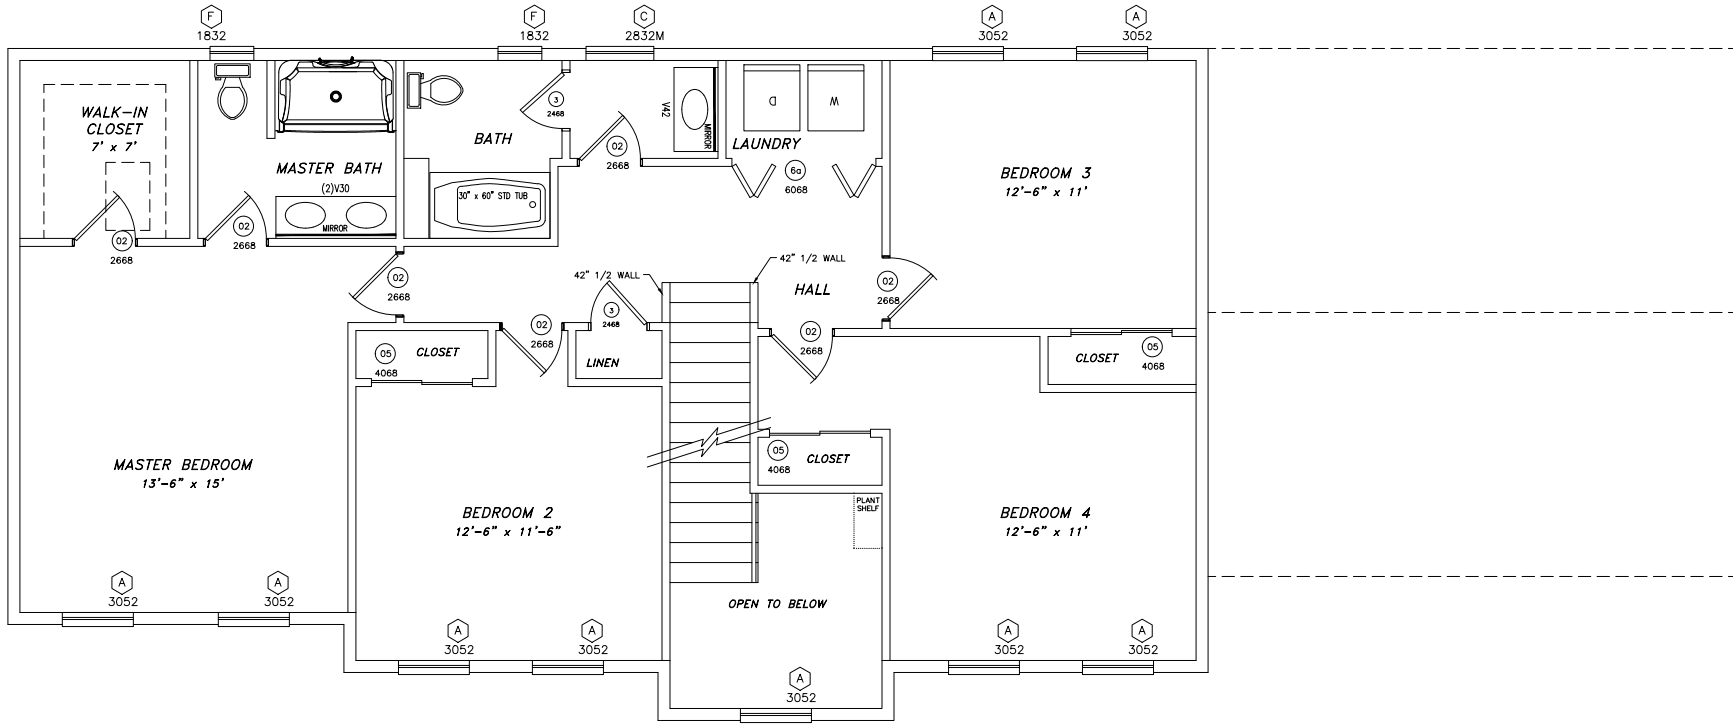 F
1832
F
1832
C
2832M
A
3052
A
3052
WALK-IN
CLOSET
7' x 7'
MASTER BATH
(2)V30
MIRROR
BATH
30" x 60" STD TUB
3
2468
02
2668
V42
MIRROR
D
W
LAUNDRY
6a
6068
BEDROOM 3
12'-6" x 11'
02
2668
02
2668
02
2668
42" 1/2 WALL
42" 1/2 WALL
HALL
02
2668
3
2468
02
2668
02
2668
05
4068
CLOSET
LINEN
CLOSET
05
4068
MASTER BEDROOM
13'-6" x 15'
05
4068
CLOSET
BEDROOM 2
12'-6" x 11'-6"
PLANT
SHELF
BEDROOM 4
12'-6" x 11'
OPEN TO BELOW
A
3052
A
3052
A
3052
A
3052
A
3052
A
3052
A
3052